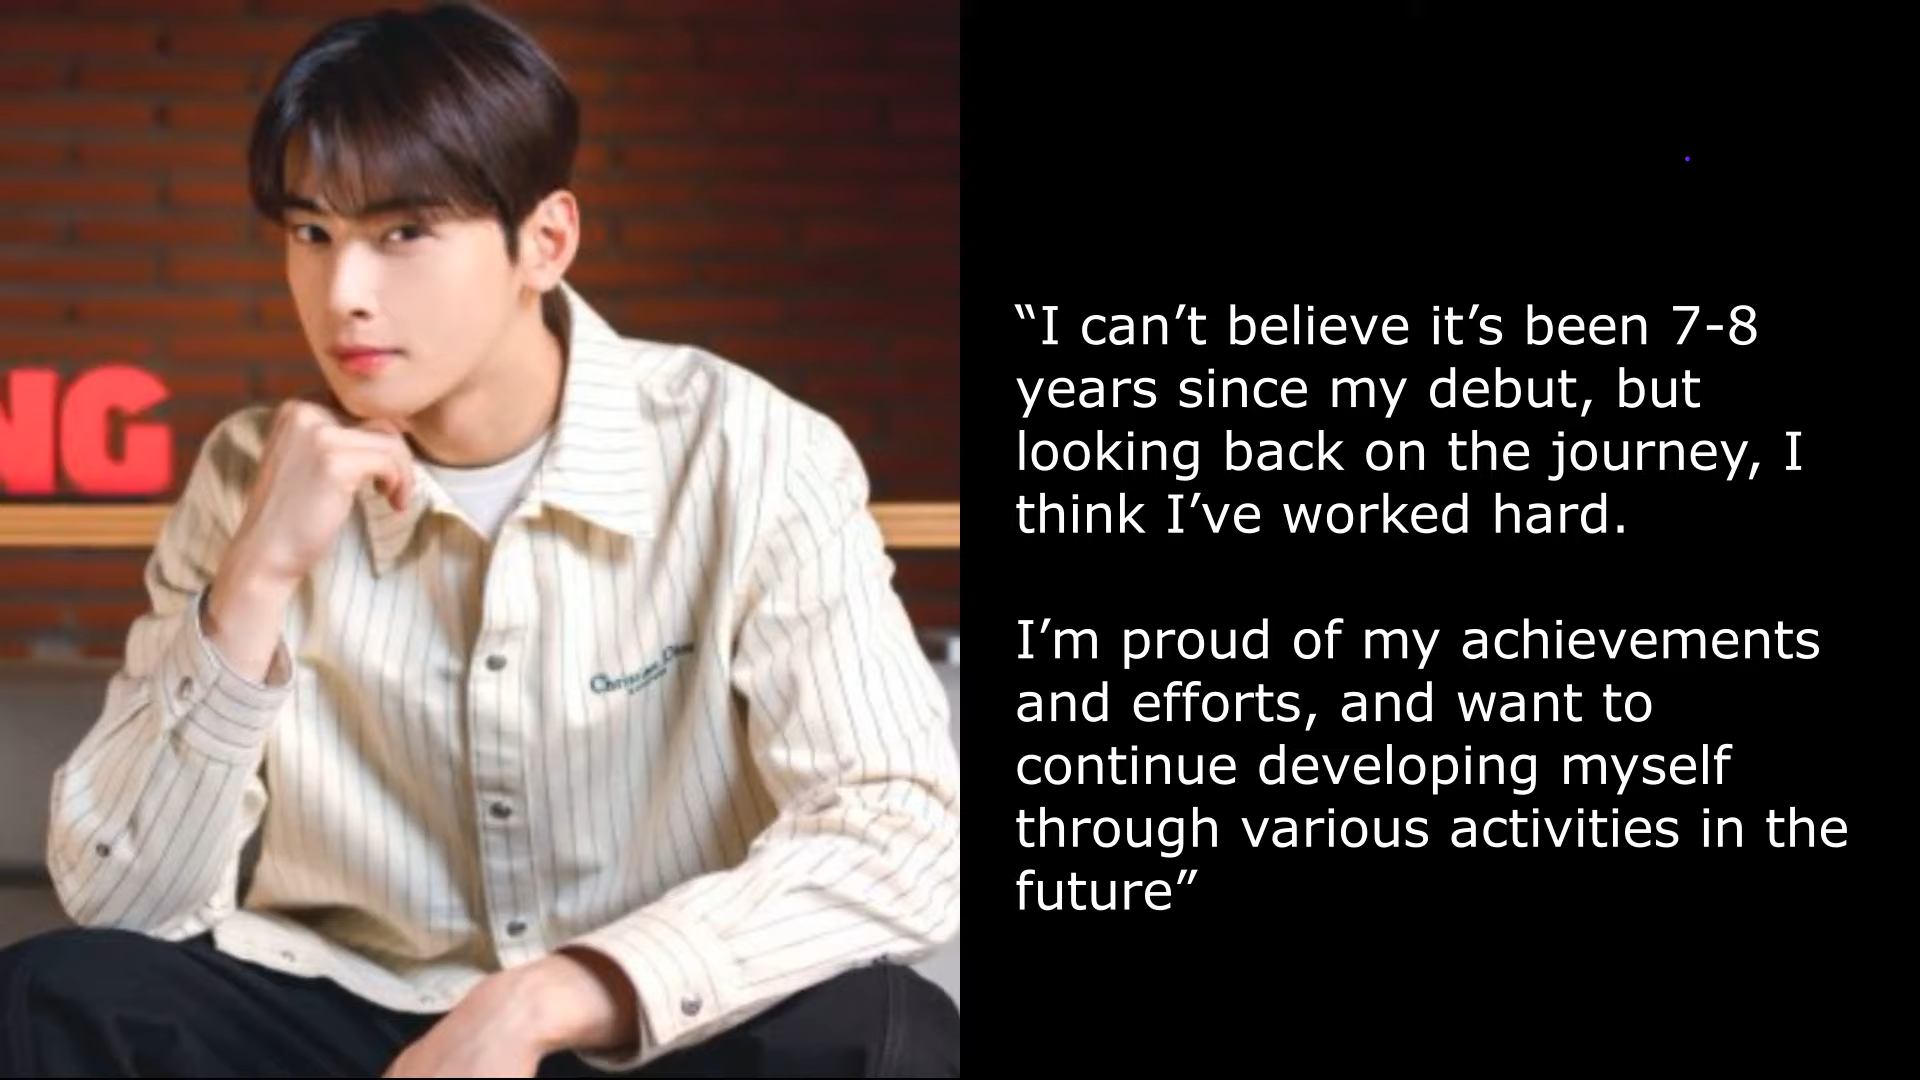 NG
Christian Dior
“I can’t believe it’s been 7-8
years since my debut, but
looking back on the journey, I
think I’ve worked hard.
I’m proud of my achievements
and efforts, and want to
continue developing myself
through various activities in the
future”